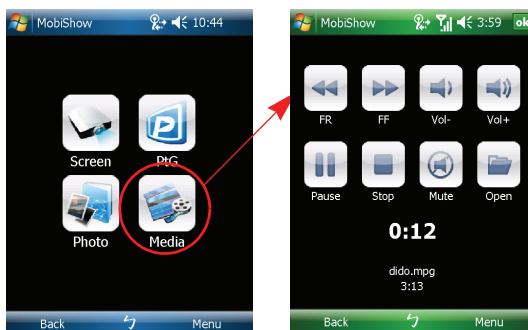 MobiShow 10:44
Screen PtG
Photo Media
Back Menu
MobiShow 3:59 ok
FR FF Vol- Vol+
Pause Stop Mute Open
0:12
dido.mpg
3:13
Back Menu